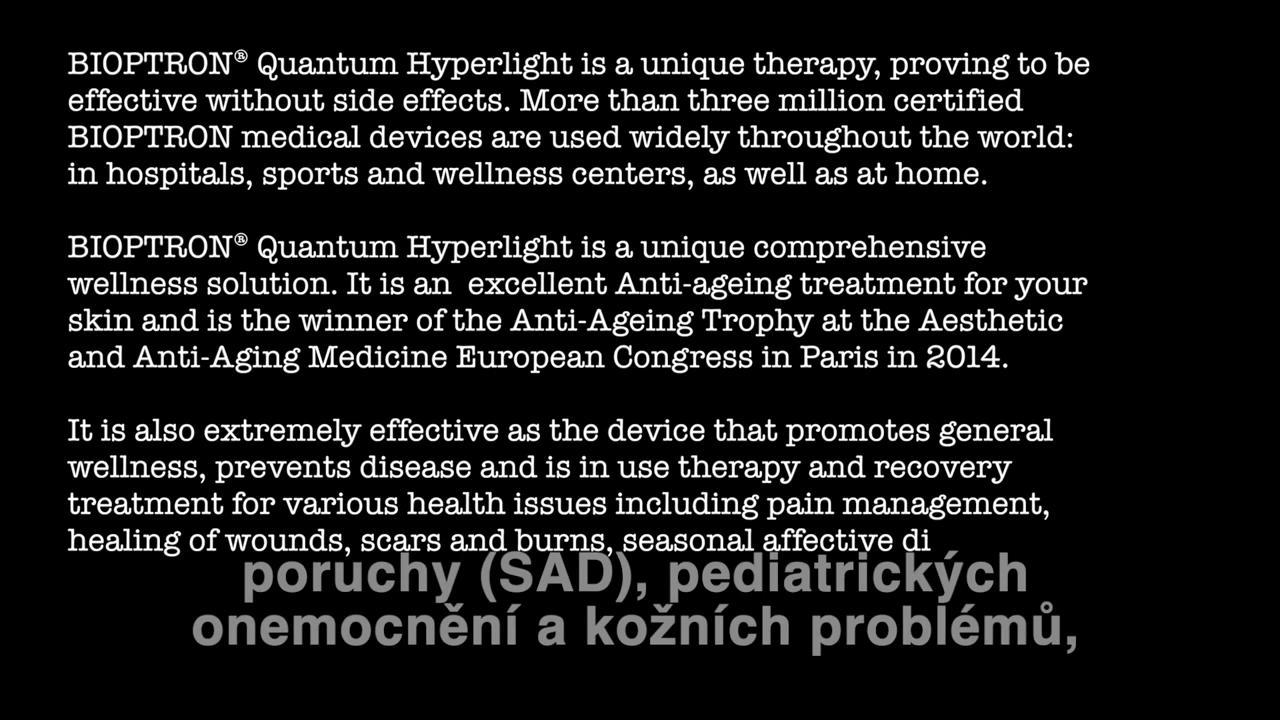 BIOPTRON® Quantum Hyperlight is a unique therapy, proving to be
effective without side effects. More than three million certified
BIOPTRON medical devices are used widely throughout the world:
in hospitals, sports and wellness centers, as well as at home.
BIOPTRON® Quantum Hyperlight is a unique comprehensive
wellness solution. It is an excellent Anti-ageing treatment for your
skin and is the winner of the Anti-Ageing Trophy at the Aesthetic
and Anti-Aging Medicine European Congress in Paris in 2014.
It is also extremely effective as the device that promotes general
wellness, prevents disease and is in use therapy and recovery
treatment for various health issues including pain management,
healing of wounds, scars and burns, seasonal affective di
poruchy (SAD), pediatrických
onemocnění a kožních problémů,